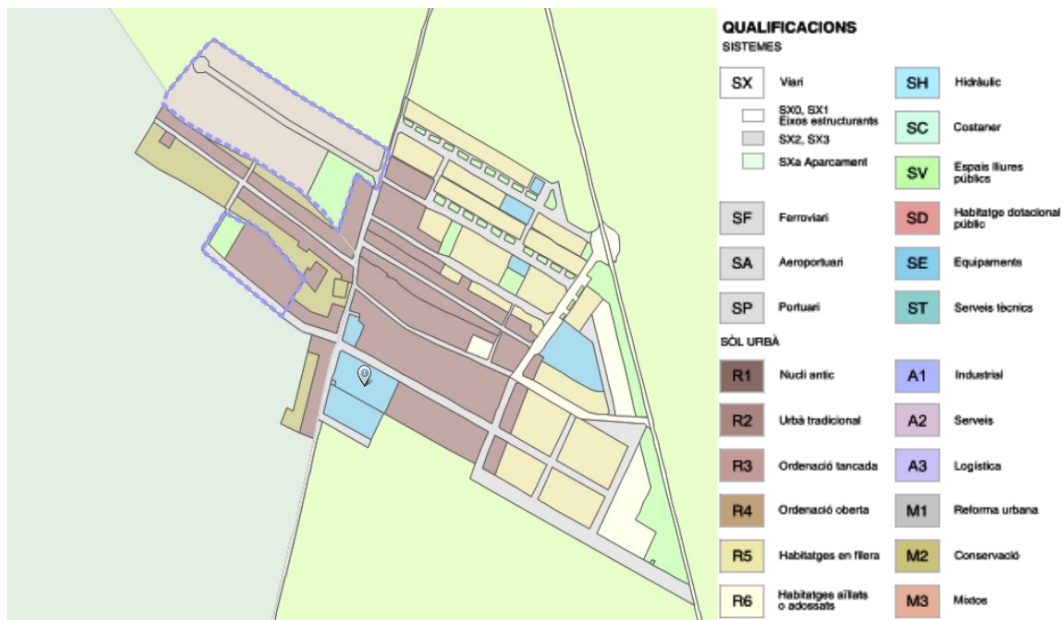 QUALIFICACIONS
SISTEMES
SX Viari
SX0, SX1
Eixos estructurants
SX2, SX3
SXa Aparcament
SF Ferroviari
SA Aeroportuari
SP Portuari
SH Hidràulic
SC Costaner
SV Espais lliures
públics
SD Habitatge dotacional
públic
SE Equipaments
ST Serveis tècnics
SÒL URBÀ
R1 Nucli antic
R2 Urbà tradicional
R3 Ordenació tancada
R4 Ordenació oberta
R5 Habitatges en filera
R6 Habitatges aïllats
o adossats
A1 Industrial
A2 Serveis
A3 Logística
M1 Reforma urbana
M2 Conservació
M3 Mixtos